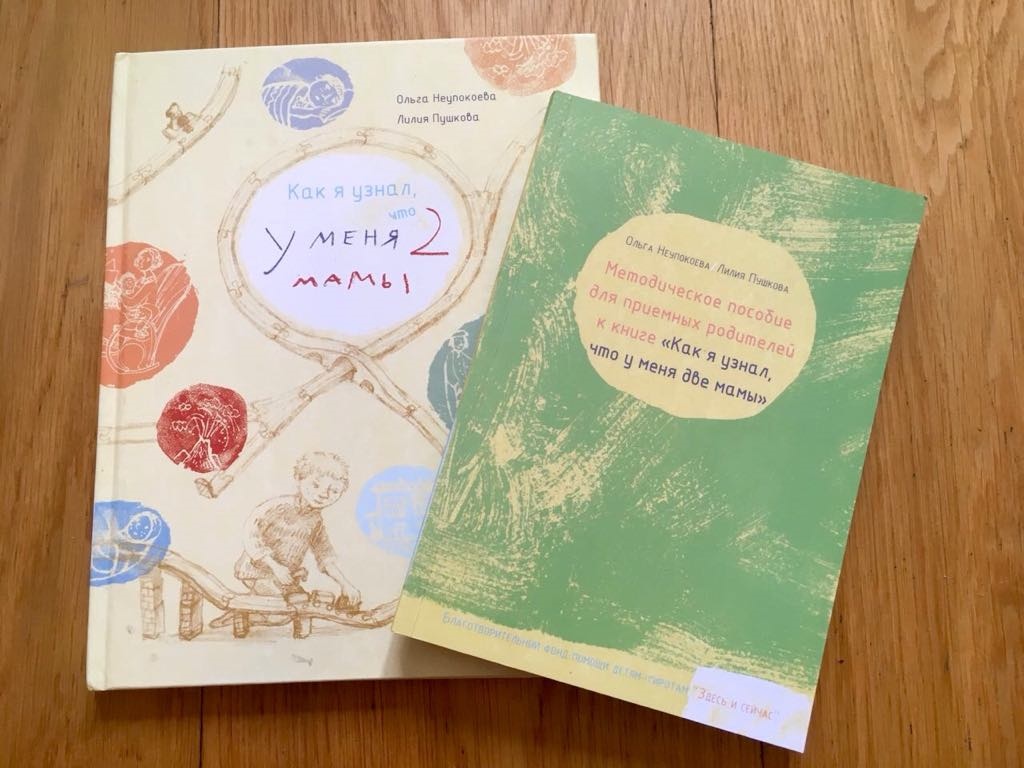 Ольга Неупокоева
Лилия Пушкова
Как я узнал,
что
У МЕНЯ 2
МАМЫ
Ольга Неупокоева Лилия Пушкова
Методическое пособие
для приемных родителей
к книге «Как я узнал,
что у меня две мамы»
Благотворительный фонд помощи детям-сиротам "Здесь и сейчас"